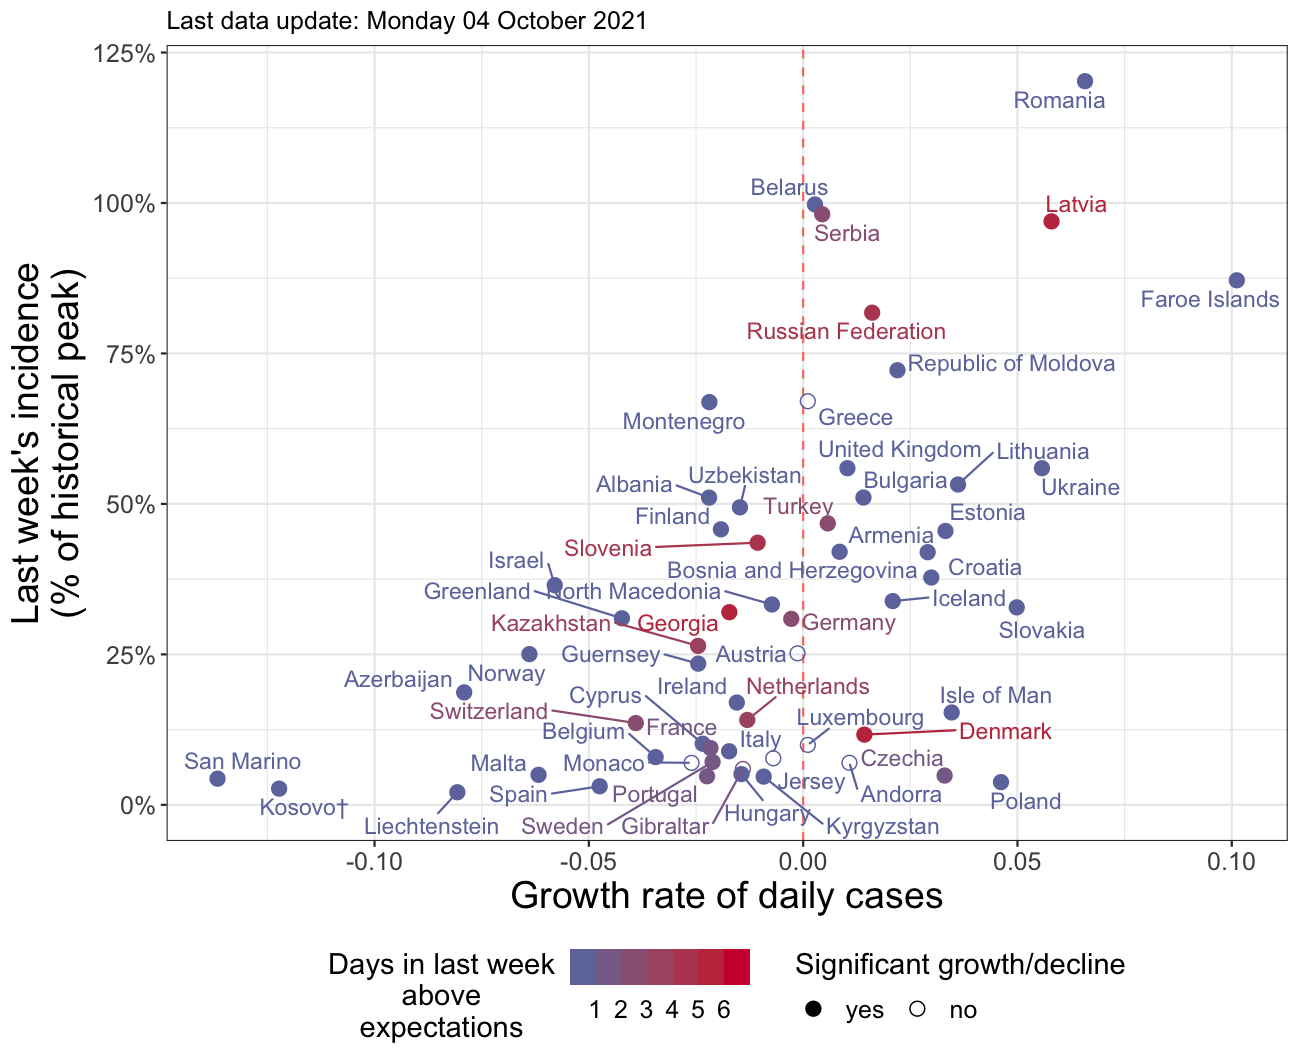 Last data update: Monday 04 October 2021
125%
Romania
Belarus
100%
Latvia
Serbia
Faroe Islands
Russian Federation
75%
Republic of Moldova
Montenegro
Greece
United Kingdom
Lithuania
Uzbekistan
Albania
Bulgaria
Ukraine
50%
Turkey
Finland
Estonia
Slovenia
Armenia
Israel
Bosnia and Herzegovina
Croatia
Greenland
North Macedonia
Iceland
Kazakhstan
Georgia
Germany
Slovakia
25%
Guernsey
Austria
Azerbaijan
Norway
Ireland
Netherlands
Cyprus
Isle of Man
Switzerland
France
Luxembourg
Belgium
Italy
Denmark
San Marino
Malta
Monaco
Czechia
Jersey
0%
Kosovo†
Spain
Portugal
Andorra
Poland
Hungary
Liechtenstein
Sweden
Gibraltar
Kyrgyzstan
Last week's incidence
(% of historical peak)
-0.10
-0.05
0.00
0.05
0.10
Growth rate of daily cases
Days in last week
above
expectations
1 2 3 4 5 6
Significant growth/decline
yes
no